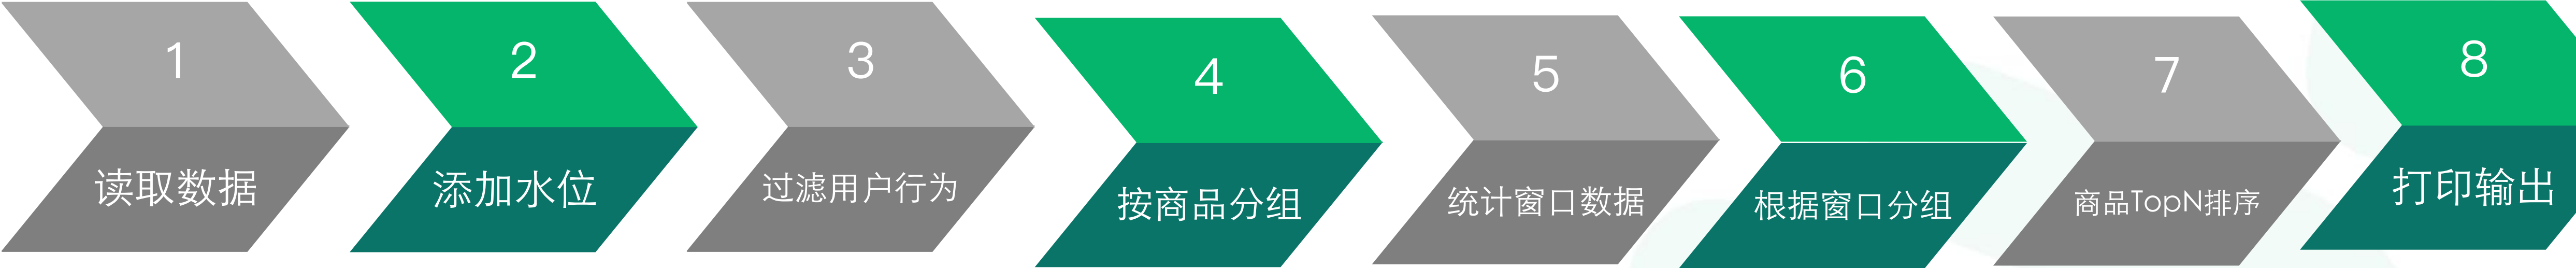 1
读取数据
2
添加水位
3
过滤用户行为
4
按商品分组
5
统计窗口数据
6
根据窗口分组
7
商品TopN排序
8
打印输出